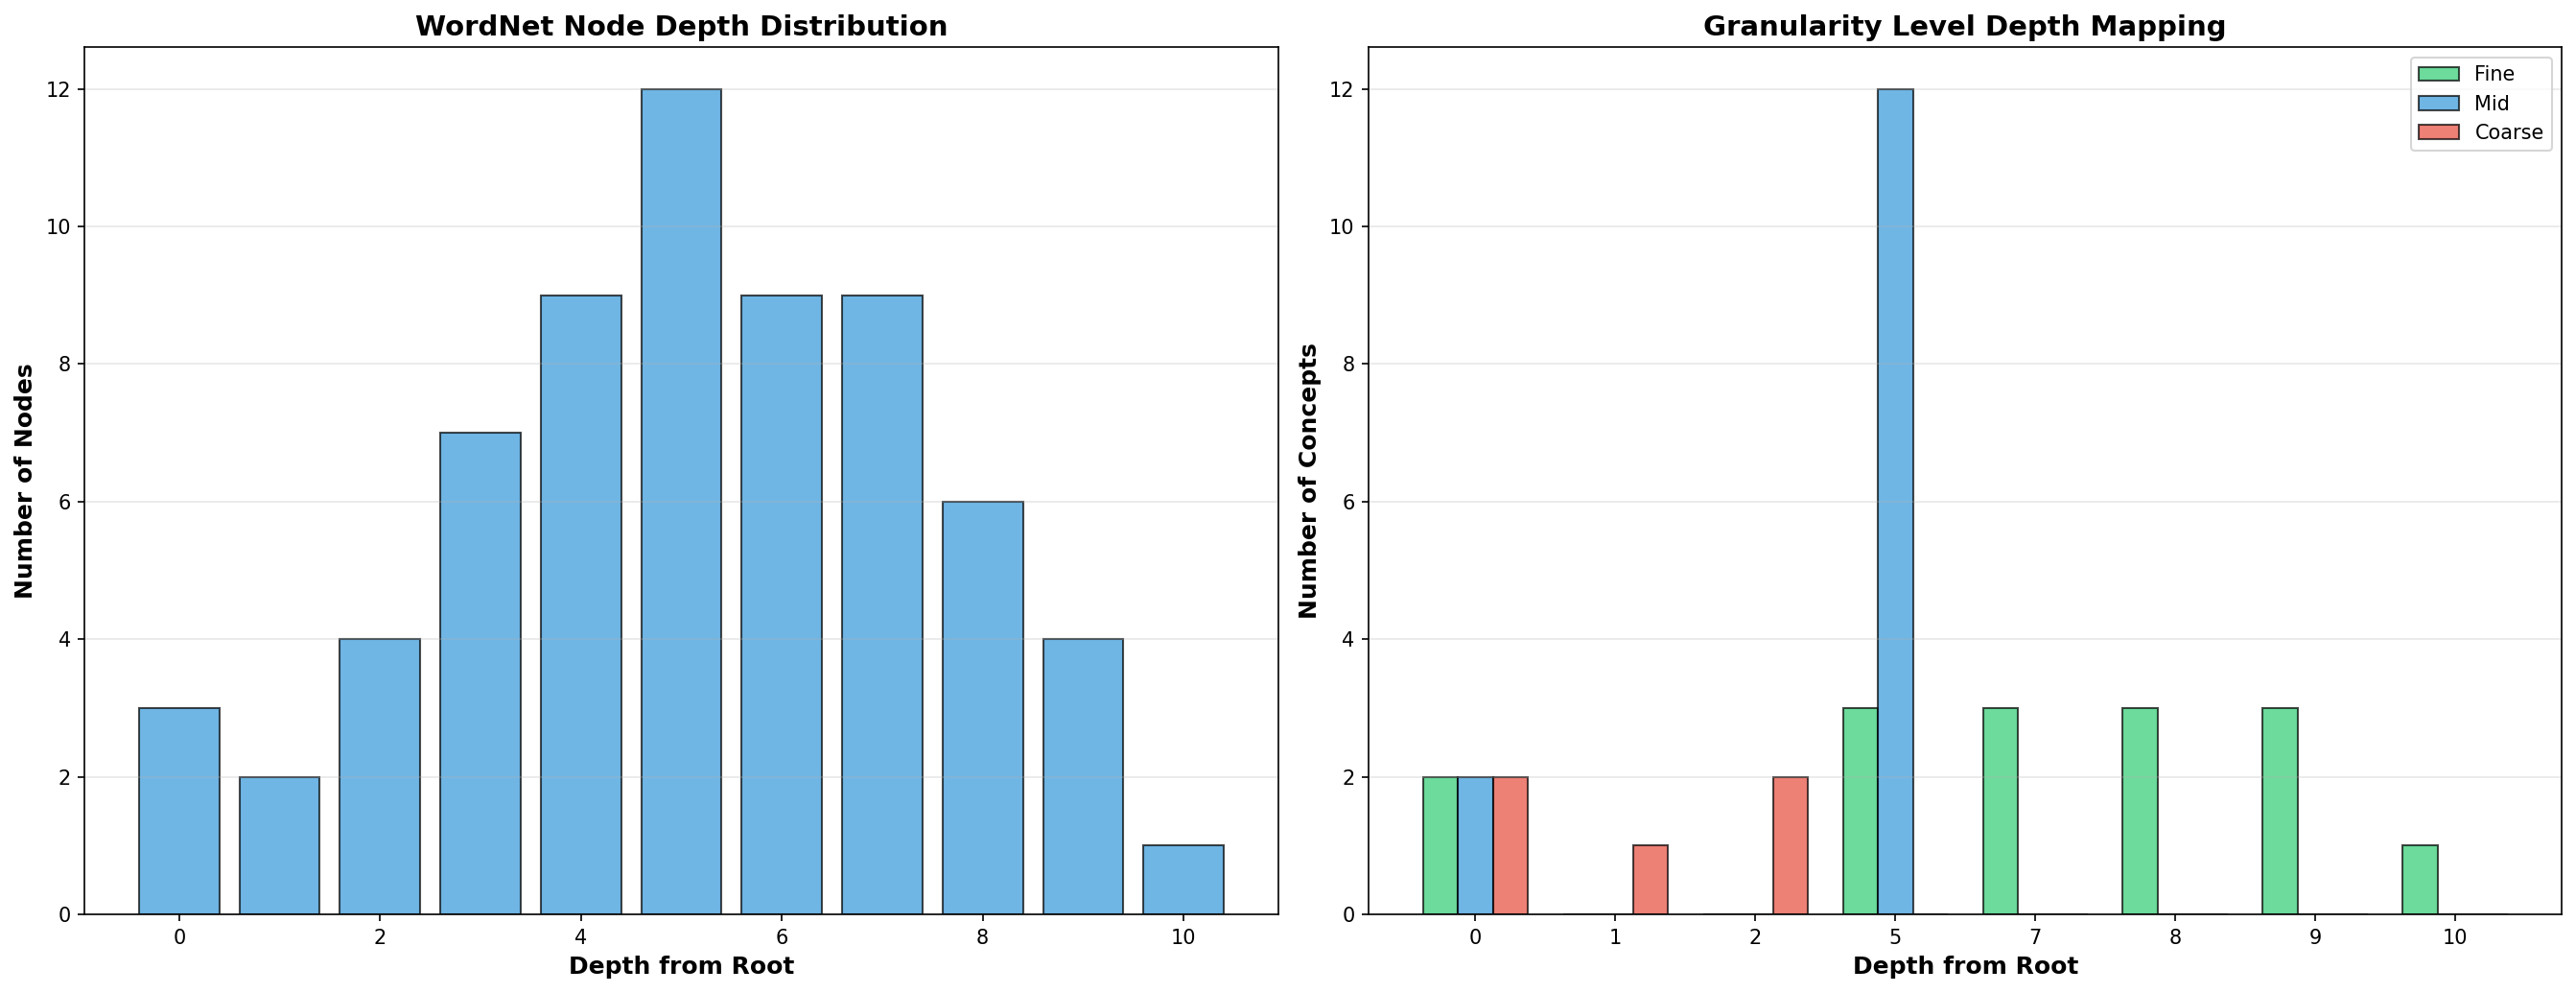 WordNet Node Depth Distribution
Number of Nodes
12
10
8
6
4
2
0
0 2 4 6 8 10
Depth from Root
Granularity Level Depth Mapping
Number of Concepts
12
10
8
6
4
2
0
Fine
Mid
Coarse
0 1 2 5 7 8 9 10
Depth from Root